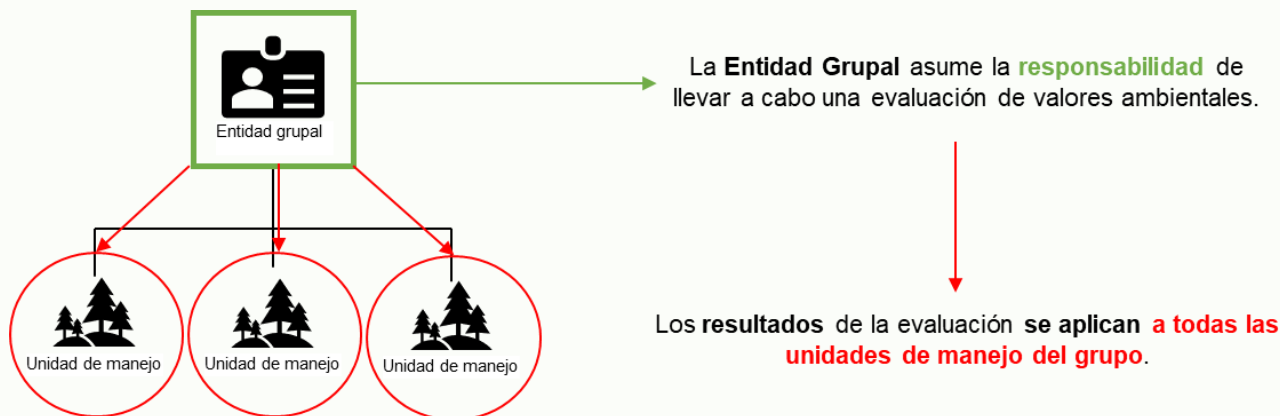 Entidad grupal
La Entidad Grupal asume la responsabilidad de
llevar a cabo una evaluación de valores ambientales.
Unidad de manejo
Unidad de manejo
Unidad de manejo
Los resultados de la evaluación se aplican a todas las
unidades de manejo del grupo.